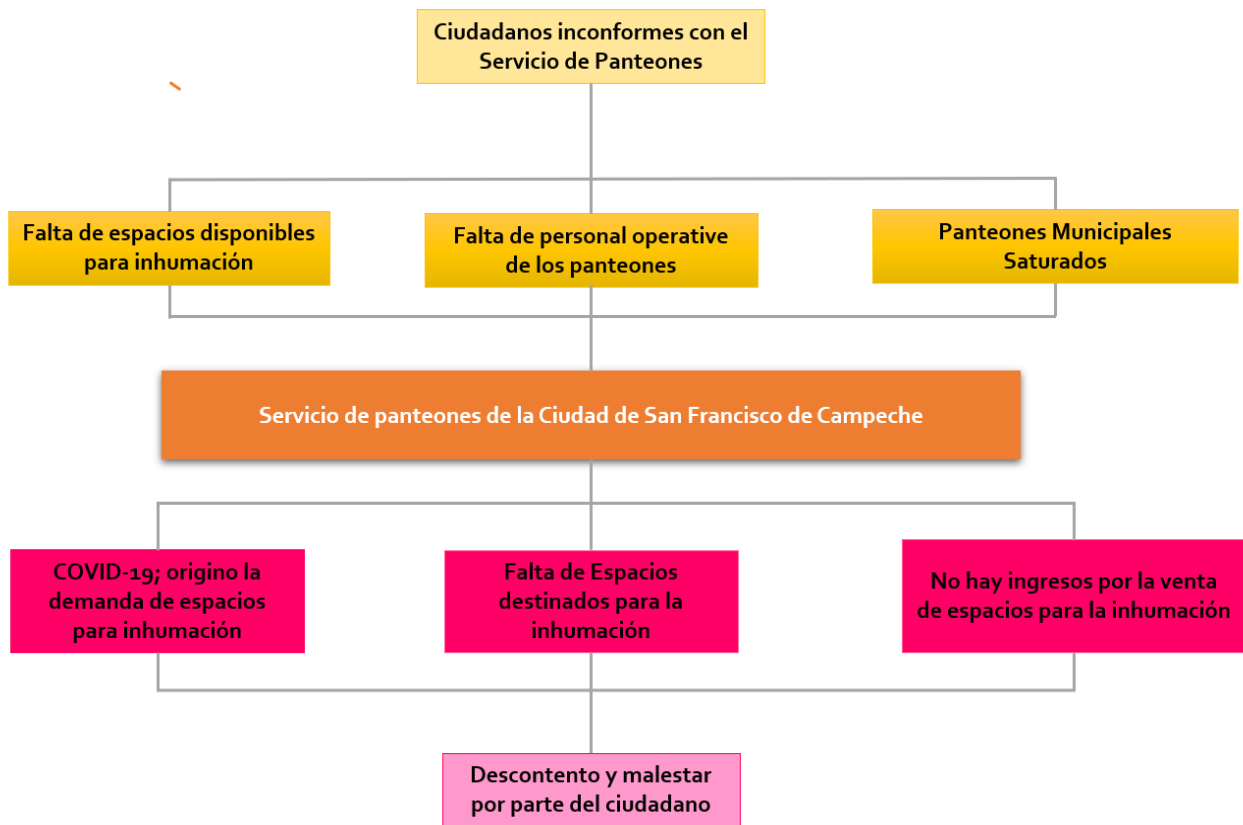 Ciudadanos inconformes con el
Servicio de Panteones
Falta de espacios disponibles
para inhumación
Falta de personal operative
de los panteones
Panteones Municipales
Saturados
Servicio de panteones de la Ciudad de San Francisco de Campeche
COVID-19; origino la
demanda de espacios
para inhumación
Falta de Espacios
destinados para la
inhumación
No hay ingresos por la venta
de espacios para la inhumación
Descontento y malestar
por parte del ciudadano